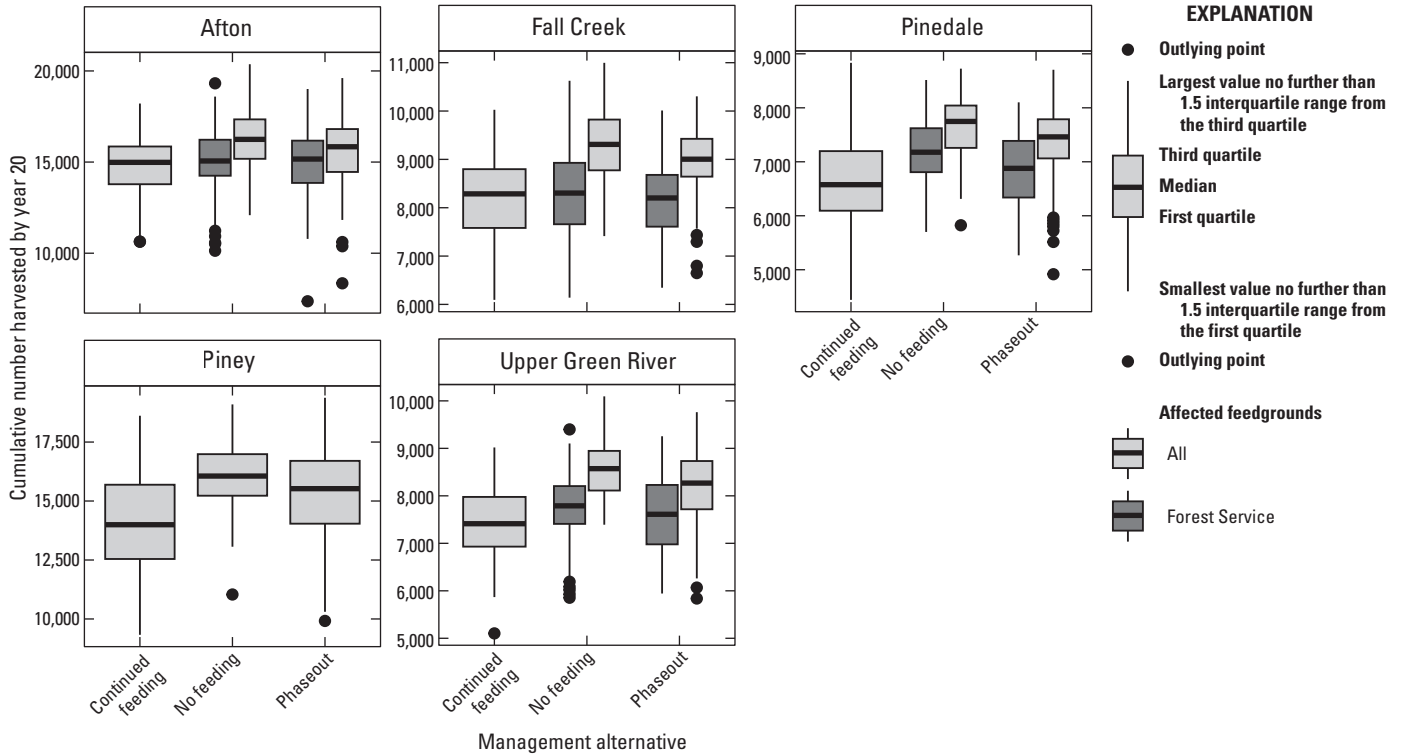 Cumulative number harvested by year 20
Afton
20,000
15,000
10,000
Fall Creek
11,000
10,000
9,000
8,000
7,000
6,000
Continued
feeding
No feeding
Phaseout
Pinedale
9,000
8,000
7,000
6,000
5,000
Continued
feeding
No feeding
Phaseout
Piney
17,500
15,000
12,500
10,000
Continued
feeding
No feeding
Phaseout
Upper Green River
10,000
9,000
8,000
7,000
6,000
5,000
Continued
feeding
No feeding
Phaseout
Management alternative
EXPLANATION
Outlying point
Largest value no further than
1.5 interquartile range from
the third quartile
Third quartile
Median
First quartile
Smallest value no further than
1.5 interquartile range from
the first quartile
Outlying point
Affected feedgrounds
All
Forest Service